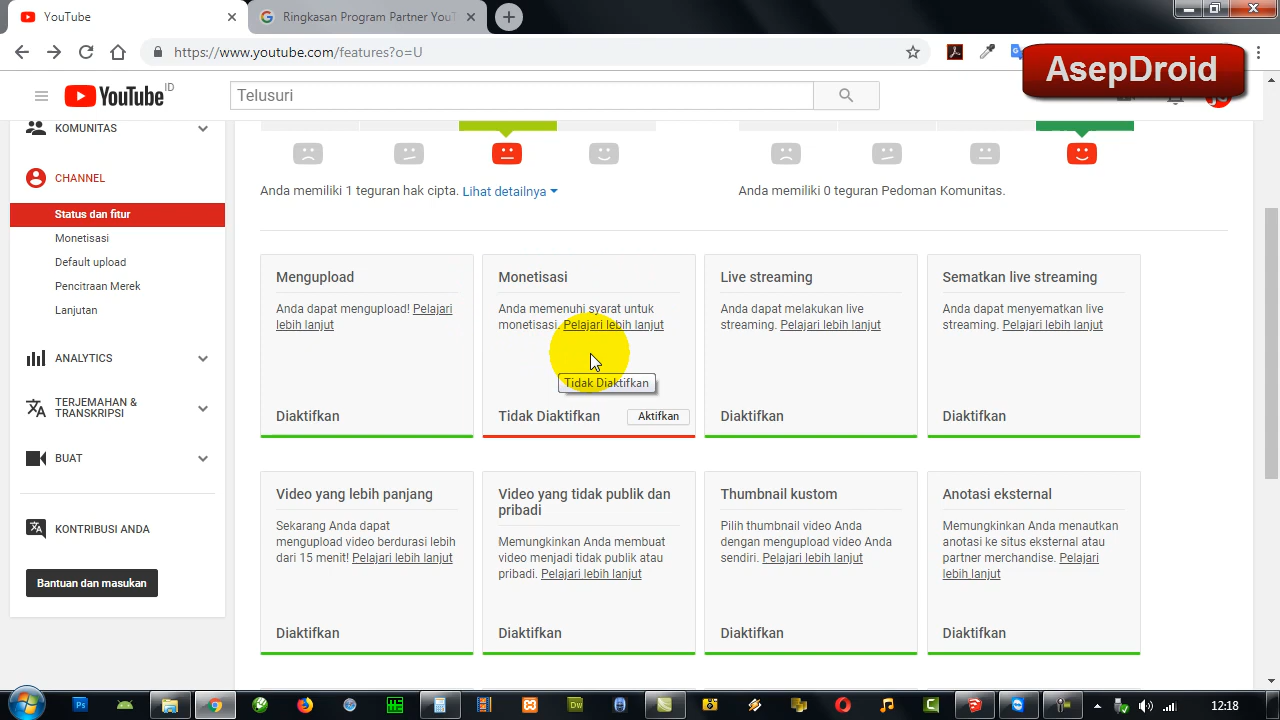 YouTube
Ringkasan Program Partner YouT
https://www.youtube.com/features?o=U
AsepDroid
YouTube ID
Telusuri
KOMUNITAS
CHANNEL
Status dan fitur
Monetisasi
Default upload
Pencitraan Merek
Lanjutan
ANALYTICS
TERJEMAHAN &
TRANSKRIPSI
BUAT
KONTRIBUSI ANDA
Bantuan dan masukan
Anda memiliki 1 teguran hak cipta. Lihat detailnya
Anda memiliki 0 teguran Pedoman Komunitas.
Mengupload
Anda dapat mengupload! Pelajari
lebih lanjut
Diaktifkan
Monetisasi
Anda memenuhi syarat untuk
monetisasi. Pelajari lebih lanjut
Tidak Diaktifkan
Tidak Diaktifkan
Aktifkan
Live streaming
Anda dapat melakukan live
streaming. Pelajari lebih lanjut
Diaktifkan
Sematkan live streaming
Anda dapat menyematkan live
streaming. Pelajari lebih lanjut
Diaktifkan
Video yang lebih panjang
Sekarang Anda dapat
mengupload video berdurasi lebih
dari 15 menit! Pelajari lebih lanjut
Diaktifkan
Video yang tidak publik dan
pribadi
Memungkinkan Anda membuat
video menjadi tidak publik atau
pribadi. Pelajari lebih lanjut
Diaktifkan
Thumbnail kustom
Pilih thumbnail video Anda
dengan mengupload video Anda
sendiri. Pelajari lebih lanjut
Diaktifkan
Anotasi eksternal
Memungkinkan Anda menautkan
anotasi ke situs eksternal atau
partner merchandise. Pelajari
lebih lanjut
Diaktifkan
Ps
Dw
12:18